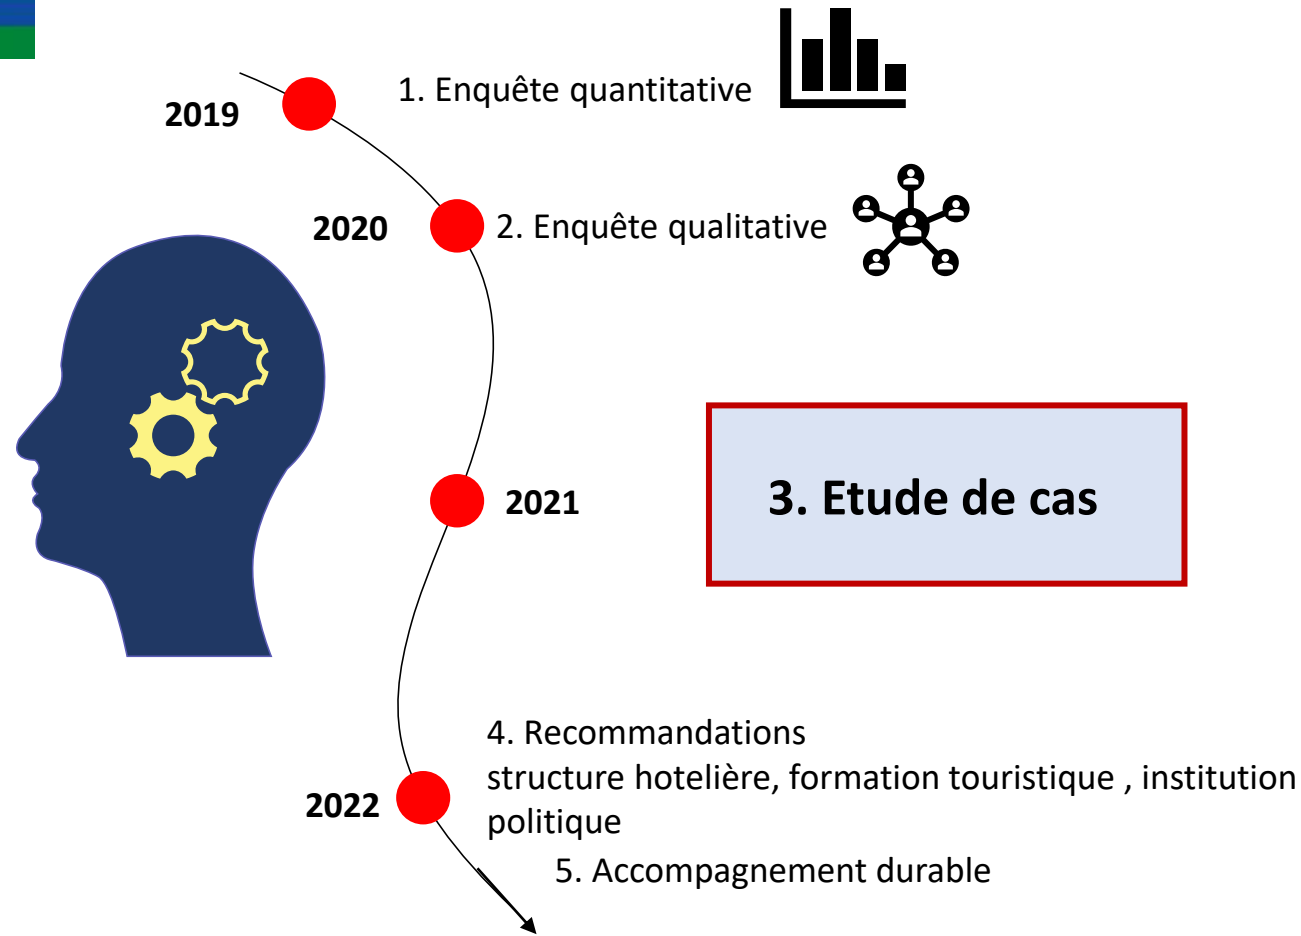 2019
1. Enquête quantitative
2020
2. Enquête qualitative
2021
3. Etude de cas
2022
4. Recommandations
structure hotelière, formation touristique , institution
politique
5. Accompagnement durable